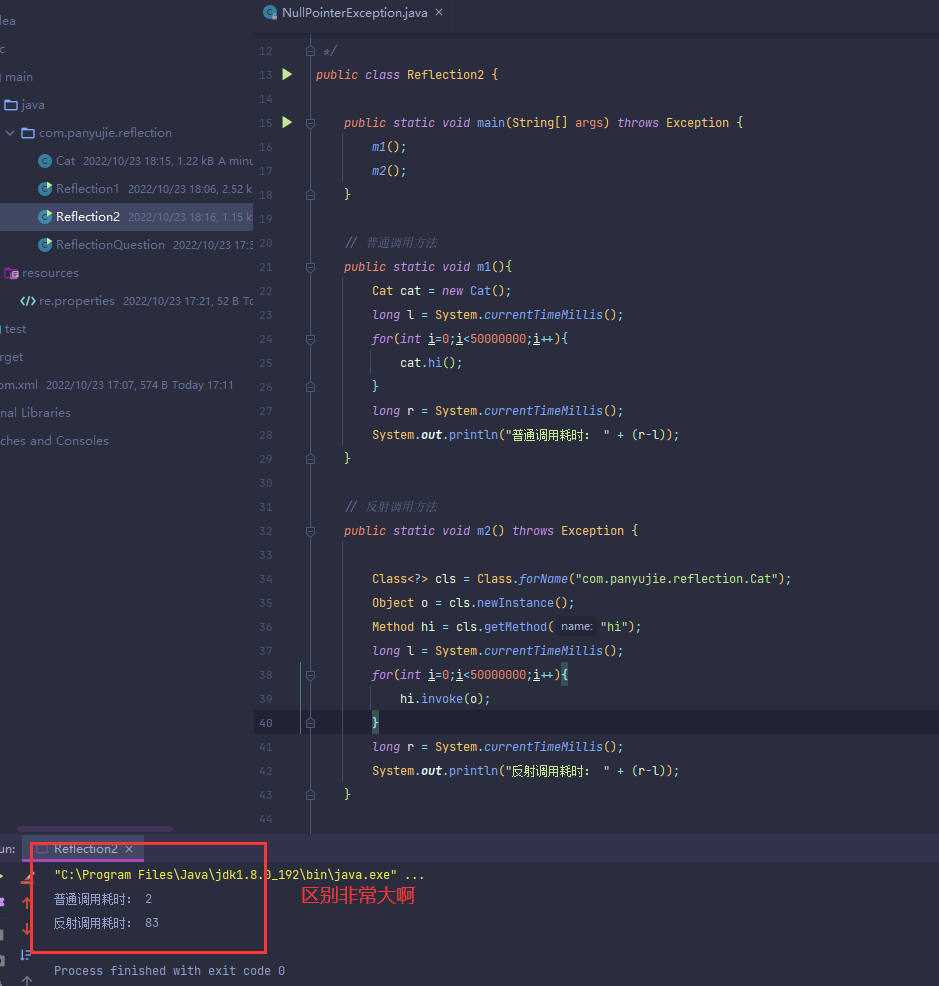 NullPointerException.java ×
lea
c
main
java
com.panyujie.reflection
Cat 2022/10/23 18:15, 1.22 kB A minu
Reflection1 2022/10/23 18:06, 2.52 k
Reflection2 2022/10/23 18:16, 1.15 k
ReflectionQuestion 2022/10/23 17:3
resources
re.properties 2022/10/23 17:21, 52 B To
test
rget
om.xml 2022/10/23 17:07, 574 B Today 17:11
nal Libraries
ches and Consoles
12 */
13 public class Reflection2 {
14
15 public static void main(String[] args) throws Exception {
16 m1();
17 m2();
18 }
19
20 // 普通调用方法
21 public static void m1(){
22 Cat cat = new Cat();
23 long l = System.currentTimeMillis();
24 for(int i=0;i<50000000;i++){
25 cat.hi();
26 }
27 long r = System.currentTimeMillis();
28 System.out.println("普通调用耗时: " + (r-l));
29 }
30
31 // 反射调用方法
32 public static void m2() throws Exception {
33
34 Class<?> cls = Class.forName("com.panyujie.reflection.Cat");
35 Object o = cls.newInstance();
36 Method hi = cls.getMethod( name: "hi");
37 long l = System.currentTimeMillis();
38 for(int i=0;i<50000000;i++){
39 hi.invoke(o);
40 }
41 long r = System.currentTimeMillis();
42 System.out.println("反射调用耗时: " + (r-l));
43 }
44
un: Reflection2 ×
"C:\Program Files\Java\jdk1.8.0_192\bin\java.exe" ...
普通调用耗时: 2
反射调用耗时: 83
区别非常大啊
Process finished with exit code 0